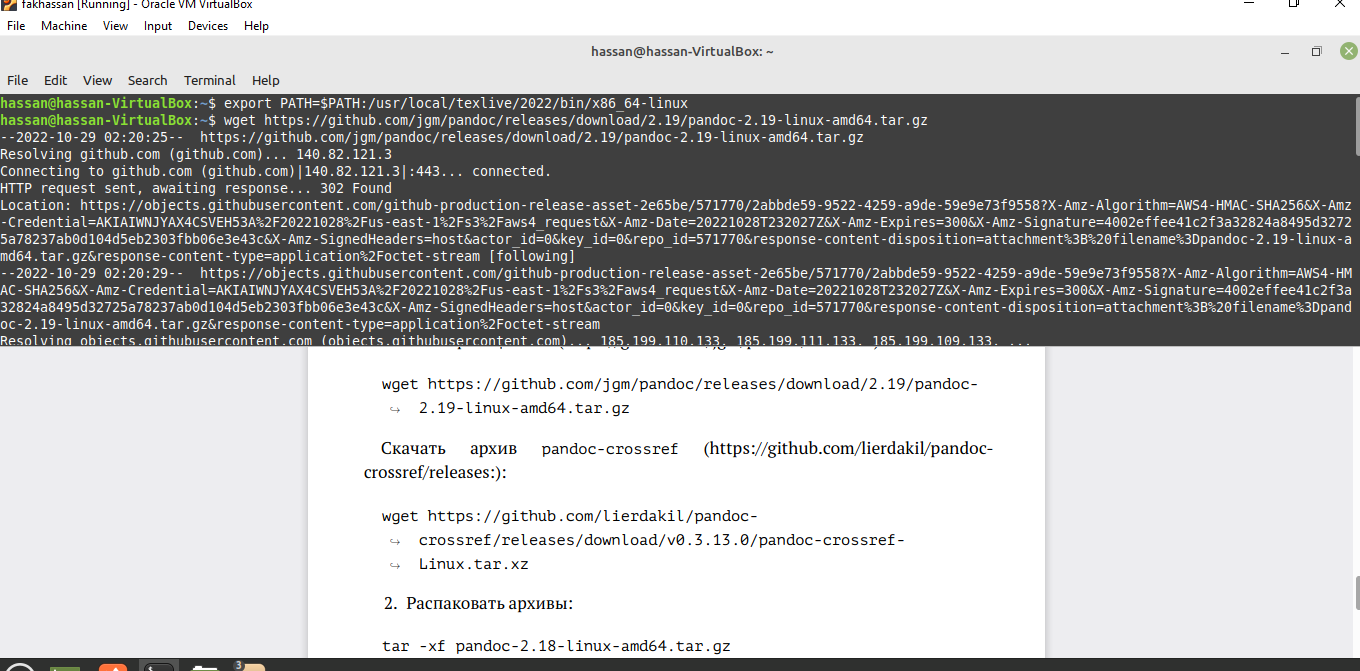 fakhassan [Running] - Oracle VM VirtualBox
File Machine View Input Devices Help
hassan@hassan-VirtualBox: ~
File Edit View Search Terminal Help
hassan@hassan-VirtualBox:~$ export PATH=$PATH:/usr/local/texlive/2022/bin/x86_64-linux
hassan@hassan-VirtualBox:~$ wget https://github.com/jgm/pandoc/releases/download/2.19/pandoc-2.19-linux-amd64.tar.gz
--2022-10-29 02:20:25--  https://github.com/jgm/pandoc/releases/download/2.19/pandoc-2.19-linux-amd64.tar.gz
Resolving github.com (github.com)... 140.82.121.3
Connecting to github.com (github.com)|140.82.121.3|:443... connected.
HTTP request sent, awaiting response... 302 Found
Location: https://objects.githubusercontent.com/github-production-release-asset-2e65be/571770/2abbde59-9522-4259-a9de-59e9e73f9558?X-Amz-Algorithm=AWS4-HMAC-SHA256&X-Amz
-Credential=AKIAIWNJYAX4CSVEH53A%2F20221028%2Fus-east-1%2Fs3%2Faws4_request&X-Amz-Date=20221028T232027Z&X-Amz-Expires=300&X-Amz-Signature=4002effee41c2f3a32824a8495d3272
5a78237ab0d104d5eb2303fbb06e3e43c&X-Amz-SignedHeaders=host&actor_id=0&key_id=0&repo_id=571770&response-content-disposition=attachment%3B%20filename%3Dpandoc-2.19-linux-a
md64.tar.gz&response-content-type=application%2Foctet-stream [following]
--2022-10-29 02:20:29--  https://objects.githubusercontent.com/github-production-release-asset-2e65be/571770/2abbde59-9522-4259-a9de-59e9e73f9558?X-Amz-Algorithm=AWS4-HM
AC-SHA256&X-Amz-Credential=AKIAIWNJYAX4CSVEH53A%2F20221028%2Fus-east-1%2Fs3%2Faws4_request&X-Amz-Date=20221028T232027Z&X-Amz-Expires=300&X-Amz-Signature=4002effee41c2f3a
32824a8495d32725a78237ab0d104d5eb2303fbb06e3e43c&X-Amz-SignedHeaders=host&actor_id=0&key_id=0&repo_id=571770&response-content-disposition=attachment%3B%20filename%3Dpand
oc-2.19-linux-amd64.tar.gz&response-content-type=application%2Foctet-stream
Resolving objects.githubusercontent.com (objects.githubusercontent.com)... 185.199.110.133, 185.199.111.133, 185.199.109.133, ...
wget https://github.com/jgm/pandoc/releases/download/2.19/pandoc-
↪ 2.19-linux-amd64.tar.gz
Скачать архив pandoc-crossref (https://github.com/lierdakil/pandoc-
crossref/releases:):
wget https://github.com/lierdakil/pandoc-
↪ crossref/releases/download/v0.3.13.0/pandoc-crossref-
↪ Linux.tar.xz
2. Распаковать архивы:
tar -xf pandoc-2.18-linux-amd64.tar.gz
3